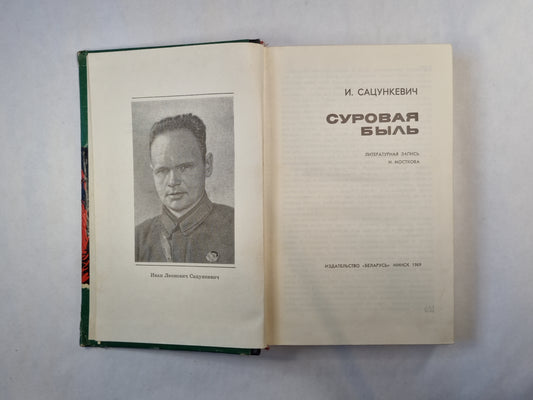 Иван Леонович Сацункевич
И. САЦУНКЕВИЧ
СУРОВАЯ
БЫЛЬ
ЛИТЕРАТУРНАЯ ЗАПИСЬ
И. МОСТКОВА
ИЗДАТЕЛЬСТВО «БЕЛАРУСЬ» МИНСК 1969